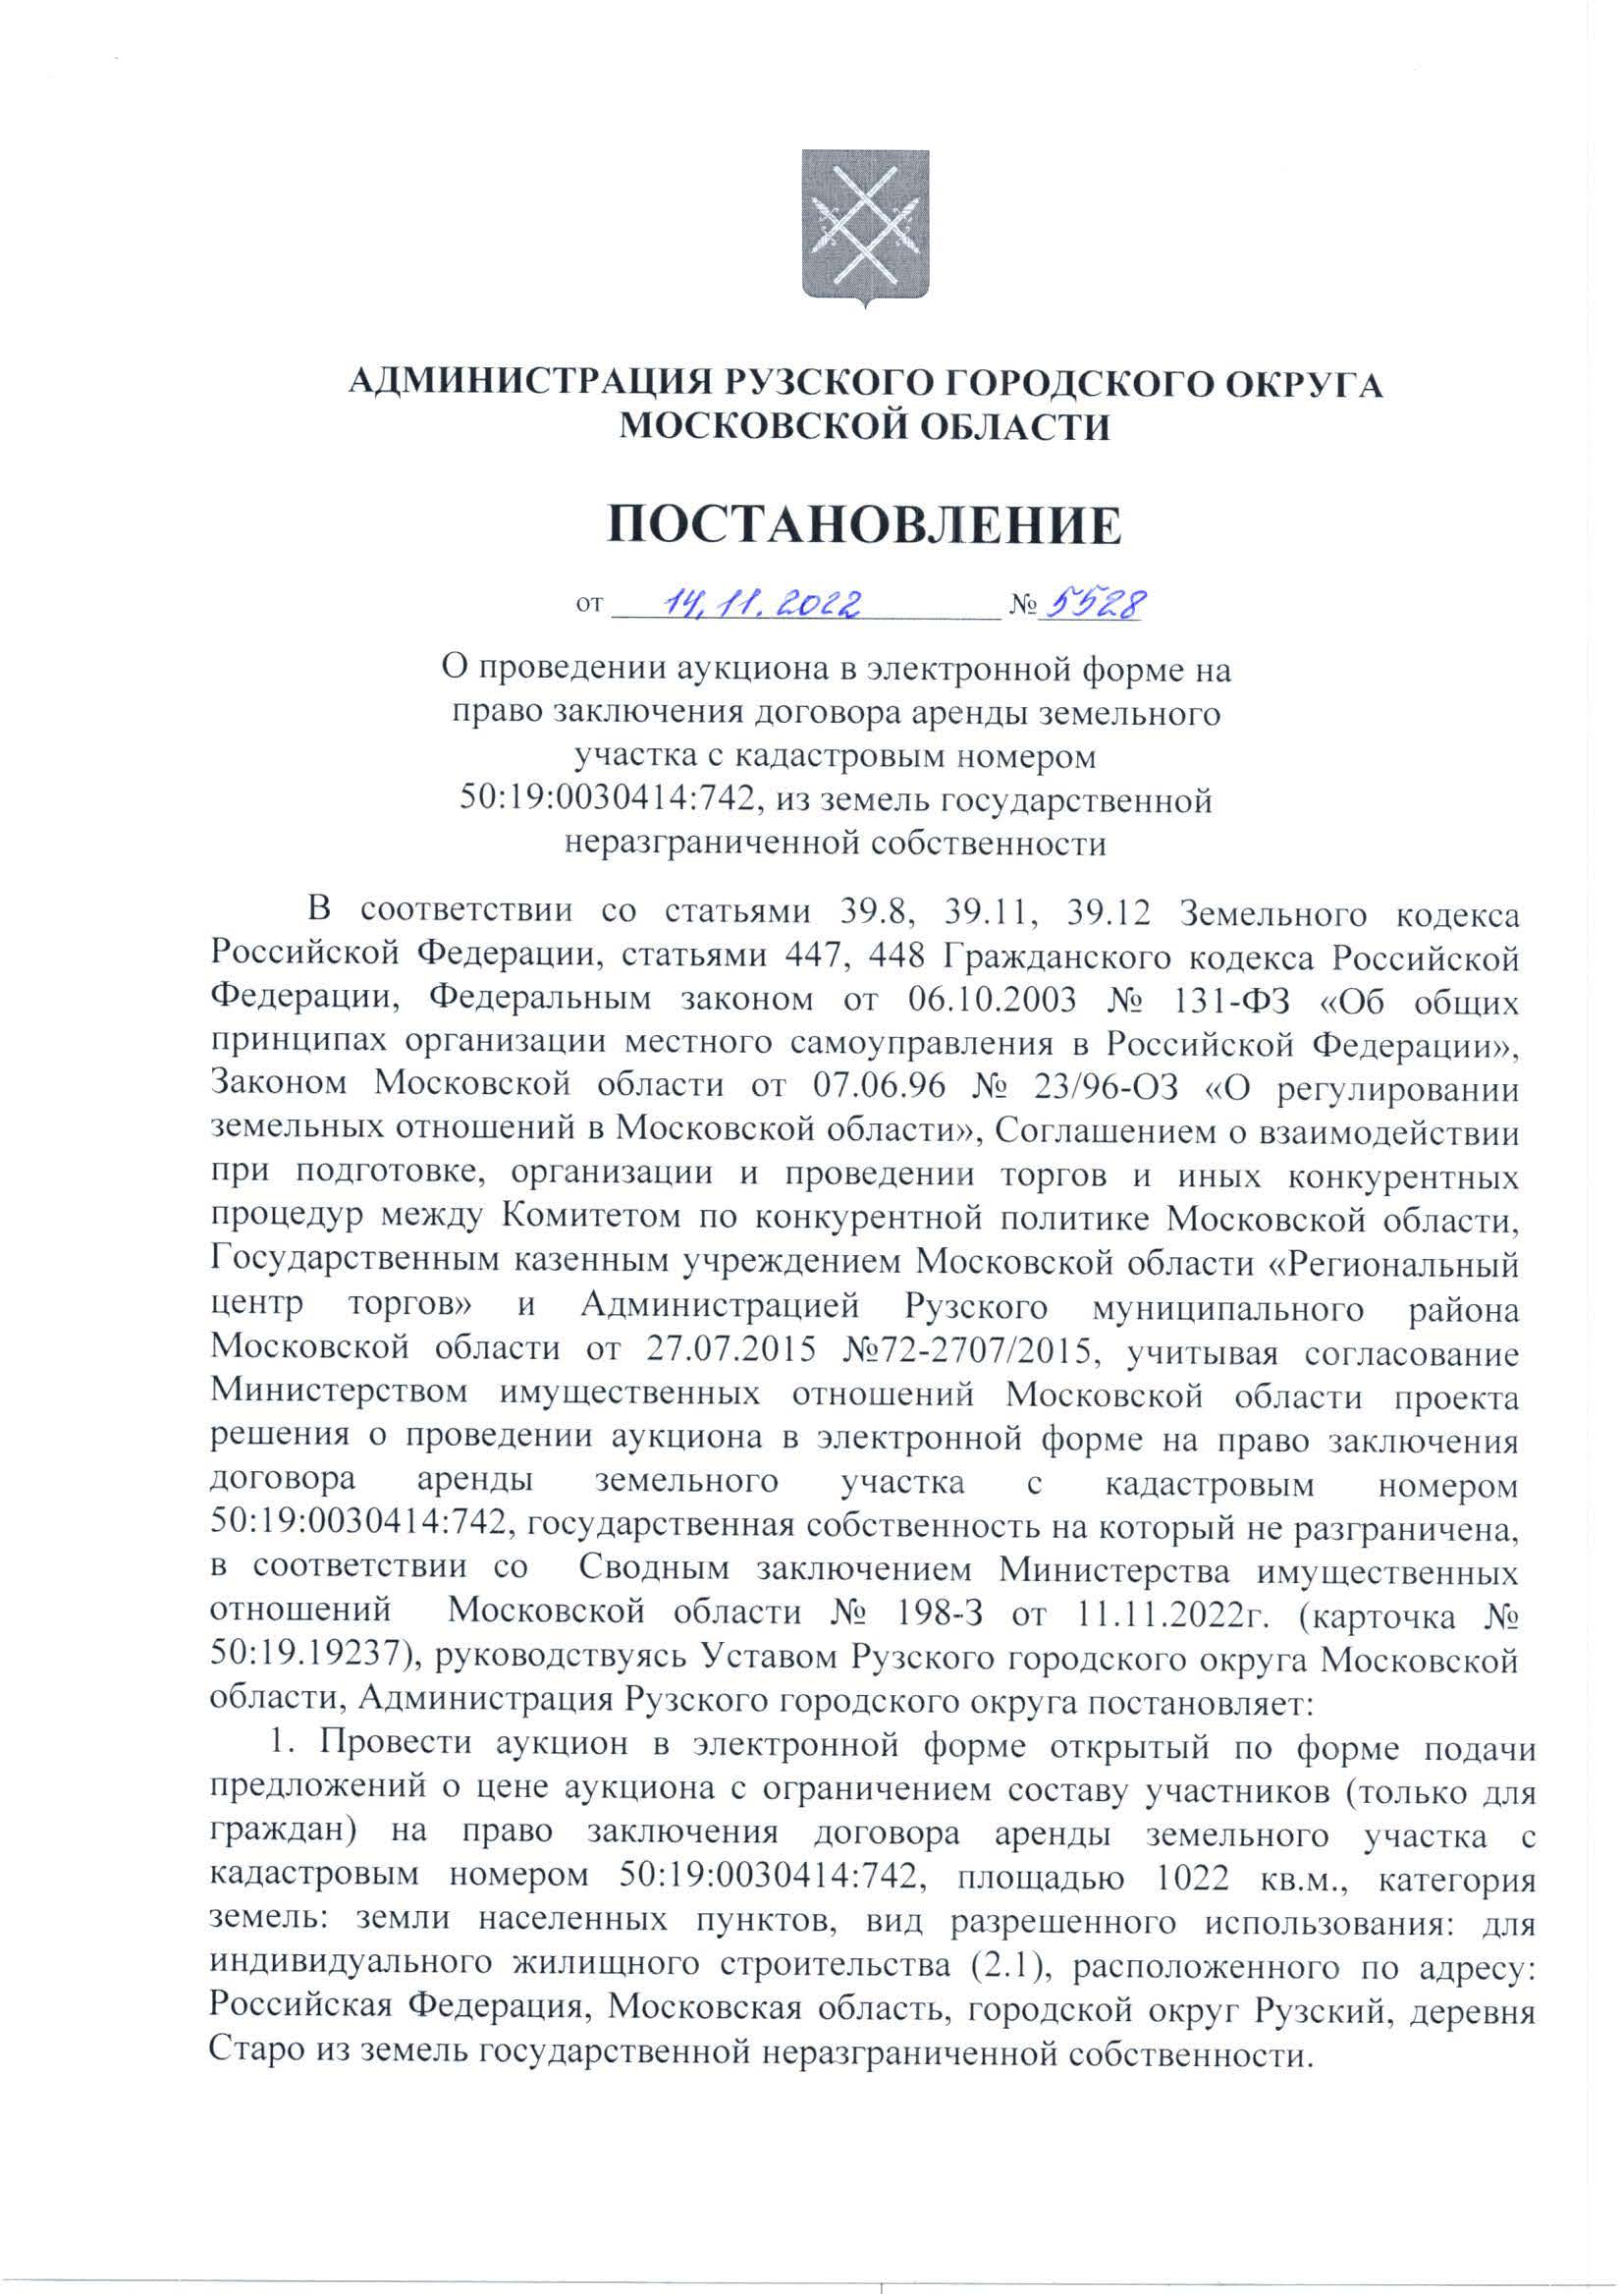 АДМИНИСТРАЦИЯ РУЗСКОГО ГОРОДСКОГО ОКРУГА
МОСКОВСКОЙ ОБЛАСТИ
ПОСТАНОВЛЕНИЕ
от 14.11.2022 № 5528
О проведении аукциона в электронной форме на
право заключения договора аренды земельного
участка с кадастровым номером
50:19:0030414:742, из земель государственной
неразграниченной собственности
В соответствии со статьями 39.8, 39.11, 39.12 Земельного кодекса
Российской Федерации, статьями 447, 448 Гражданского кодекса Российской
Федерации, Федеральным законом от 06.10.2003 № 131-ФЗ «Об общих
принципах организации местного самоуправления в Российской Федерации»,
Законом Московской области от 07.06.96 № 23/96-ОЗ «О регулировании
земельных отношений в Московской области», Соглашением о взаимодействии
при подготовке, организации и проведении торгов и иных конкурентных
процедур между Комитетом по конкурентной политике Московской области,
Государственным казенным учреждением Московской области «Региональный
центр торгов» и Администрацией Рузского муниципального района
Московской области от 27.07.2015 №72-2707/2015, учитывая согласование
Министерством имущественных отношений Московской области проекта
решения о проведении аукциона в электронной форме на право заключения
договора аренды земельного участка с кадастровым номером
50:19:0030414:742, государственная собственность на который не разграничена,
в соответствии со Сводным заключением Министерства имущественных
отношений Московской области № 198-З от 11.11.2022г. (карточка №
50:19.19237), руководствуясь Уставом Рузского городского округа Московской
области, Администрация Рузского городского округа постановляет:
1. Провести аукцион в электронной форме открытый по форме подачи
предложений о цене аукциона с ограничением составу участников (только для
граждан) на право заключения договора аренды земельного участка с
кадастровым номером 50:19:0030414:742, площадью 1022 кв.м., категория
земель: земли населенных пунктов, вид разрешенного использования: для
индивидуального жилищного строительства (2.1), расположенного по адресу:
Российская Федерация, Московская область, городской округ Рузский, деревня
Старо из земель государственной неразграниченной собственности.